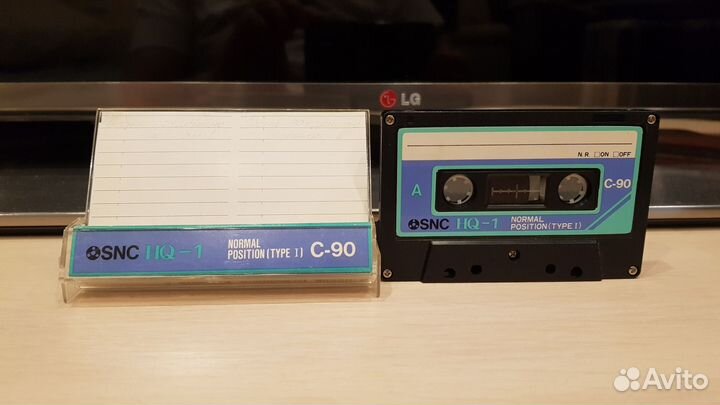 LG
N.R. □ON □OFF
A
C-90
SNC HQ-1 NORMAL
POSITION (TYPE I)
SNC HQ-1 NORMAL
POSITION (TYPE I) C-90
Avito